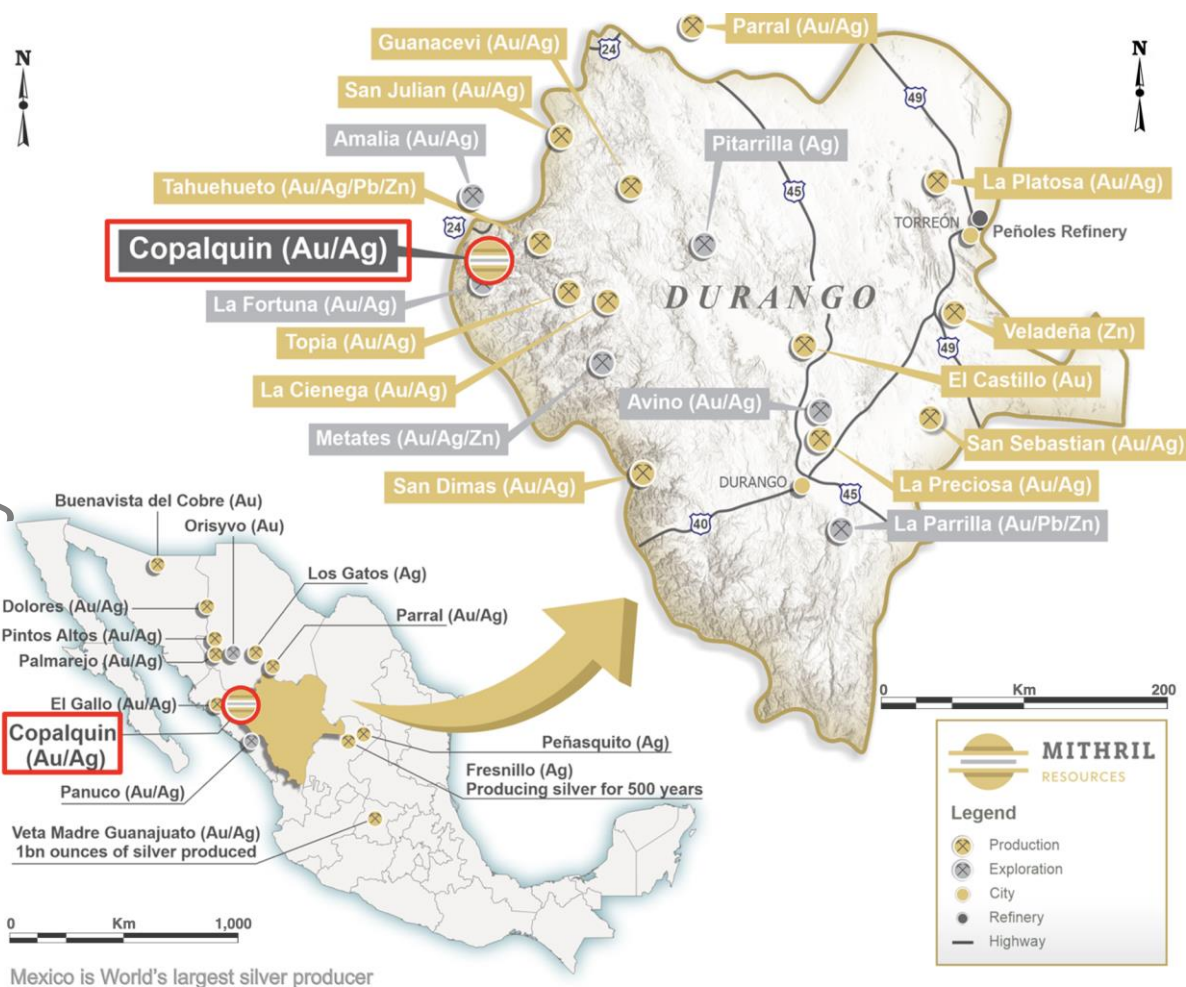 Parral (Au/Ag)
Guanacevi (Au/Ag)
N
N
24
San Julian (Au/Ag)
49
Amalia (Au/Ag)
Pitarrilla (Ag)
Tahuehueto (Au/Ag/Pb/Zn)
45
La Platosa (Au/Ag)
24
TORREÓN
Peñoles Refinery
Copalquin (Au/Ag)
La Fortuna (Au/Ag)
DURANGO
Topia (Au/Ag)
Veladeña (Zn)
49
La Cienega (Au/Ag)
El Castillo (Au)
Avino (Au/Ag)
Metates (Au/Ag/Zn)
San Sebastian (Au/Ag)
San Dimas (Au/Ag)
DURANGO
La Preciosa (Au/Ag)
45
40
La Parrilla (Au/Pb/Zn)
Buenavista del Cobre (Au)
Orisyvo (Au)
Los Gatos (Ag)
Dolores (Au/Ag)
Parral (Au/Ag)
Pintos Altos (Au/Ag)
Palmarejo (Au/Ag)
El Gallo (Au/Ag)
Copalquin
(Au/Ag)
Peñasquito (Ag)
Panuco (Au/Ag)
Fresnillo (Ag)
Producing silver for 500 years
Veta Madre Guanajuato (Au/Ag)
1bn ounces of silver produced
0 Km 1,000
Mexico is World's largest silver producer
0 Km 200
MITHRIL
RESOURCES
Legend
Production
Exploration
City
Refinery
Highway